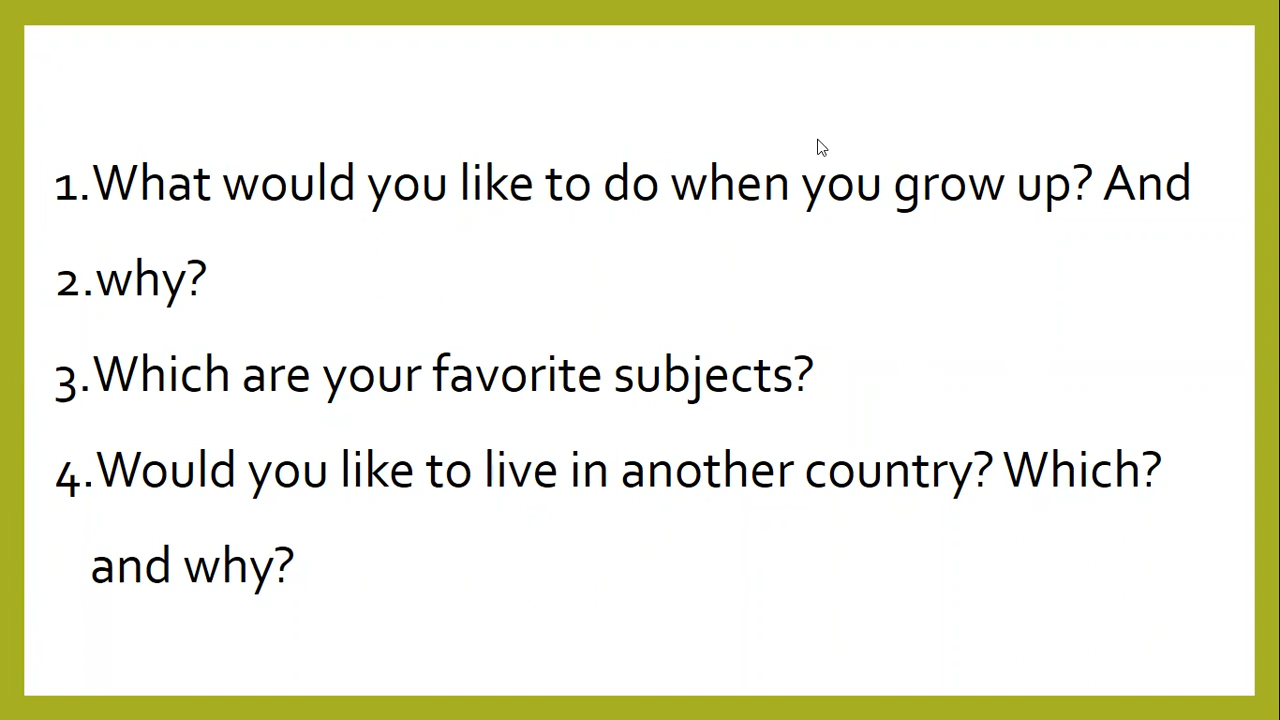 1.What would you like to do when you grow up? And
2.why?
3.Which are your favorite subjects?
4.Would you like to live in another country? Which?
and why?